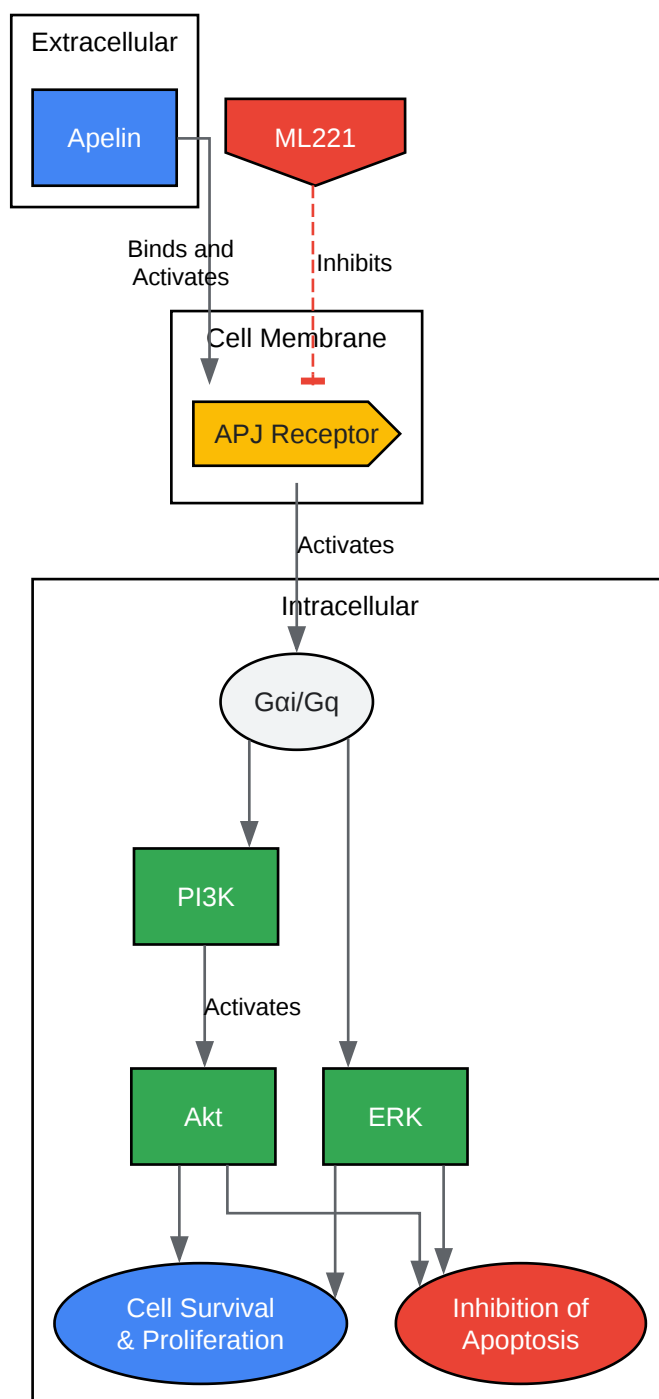 Extracellular
Apelin
ML221
Binds and
Activates
Inhibits
Cell Membrane
APJ Receptor
Activates
Intracellular
Gαi/Gq
PI3K
Activates
Akt
ERK
Cell Survival
& Proliferation
Inhibition of
Apoptosis